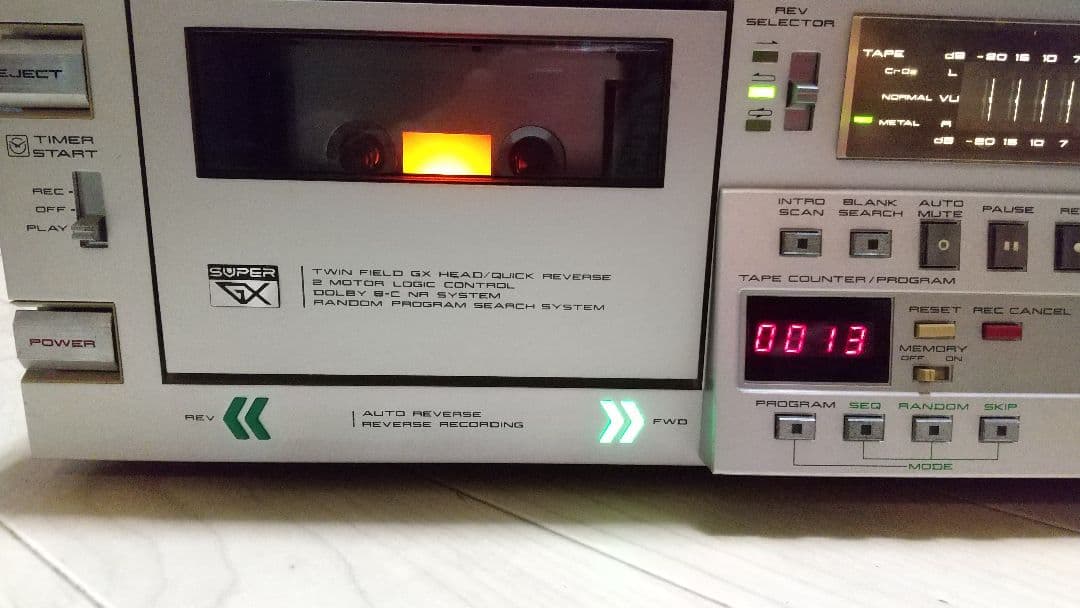 EJECT
TIMER
START
REC
OFF
PLAY
POWER
SUPER
GX
TWIN FIELD GX HEAD/QUICK REVERSE
2 MOTOR LOGIC CONTROL
DOLBY B-C NR SYSTEM
RANDOM PROGRAM SEARCH SYSTEM
REV
AUTO REVERSE
REVERSE RECORDING
FWD
REV
SELECTOR
TAPE
CrO2
NORMAL
METAL
dB -20 15 10 7
L
VU
R
dB -20 15 10 7
INTRO
SCAN
BLANK
SEARCH
AUTO
MUTE
PAUSE
RE
TAPE COUNTER/PROGRAM
0013
RESET
REC CANCEL
MEMORY
OFF ON
PROGRAM
SEQ
RANDOM
SKIP
MODE